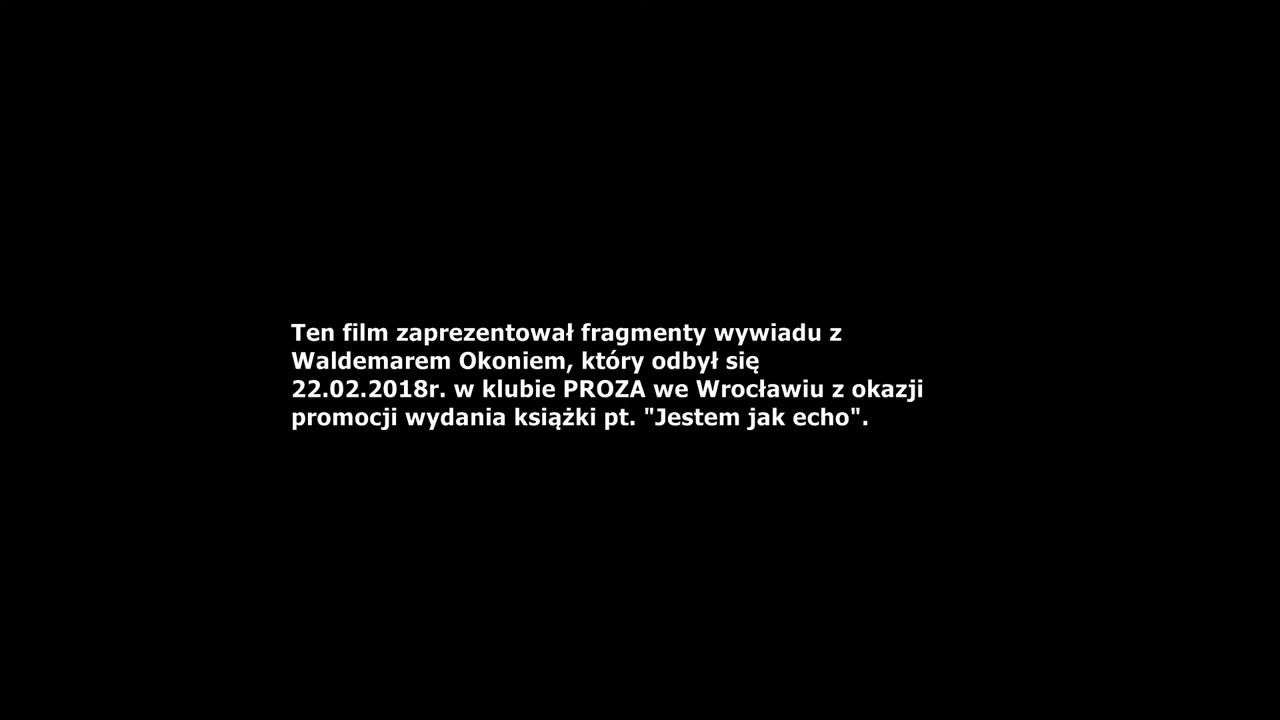 Ten film zaprezentował fragmenty wywiadu z
Waldemarem Okoniem, który odbył się
22.02.2018r. w klubie PROZA we Wrocławiu z okazji
promocji wydania książki pt. "Jestem jak echo".